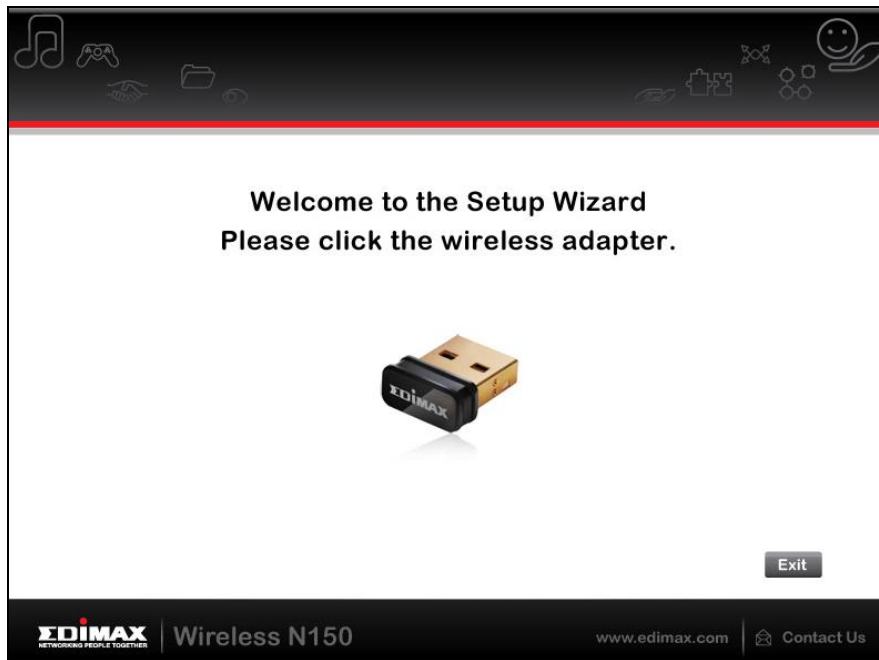 Welcome to the Setup Wizard
Please click the wireless adapter.
EDIMAX
Exit
EDIMAX
NETWORKING PEOPLE TOGETHER
Wireless N150
www.edimax.com
Contact Us